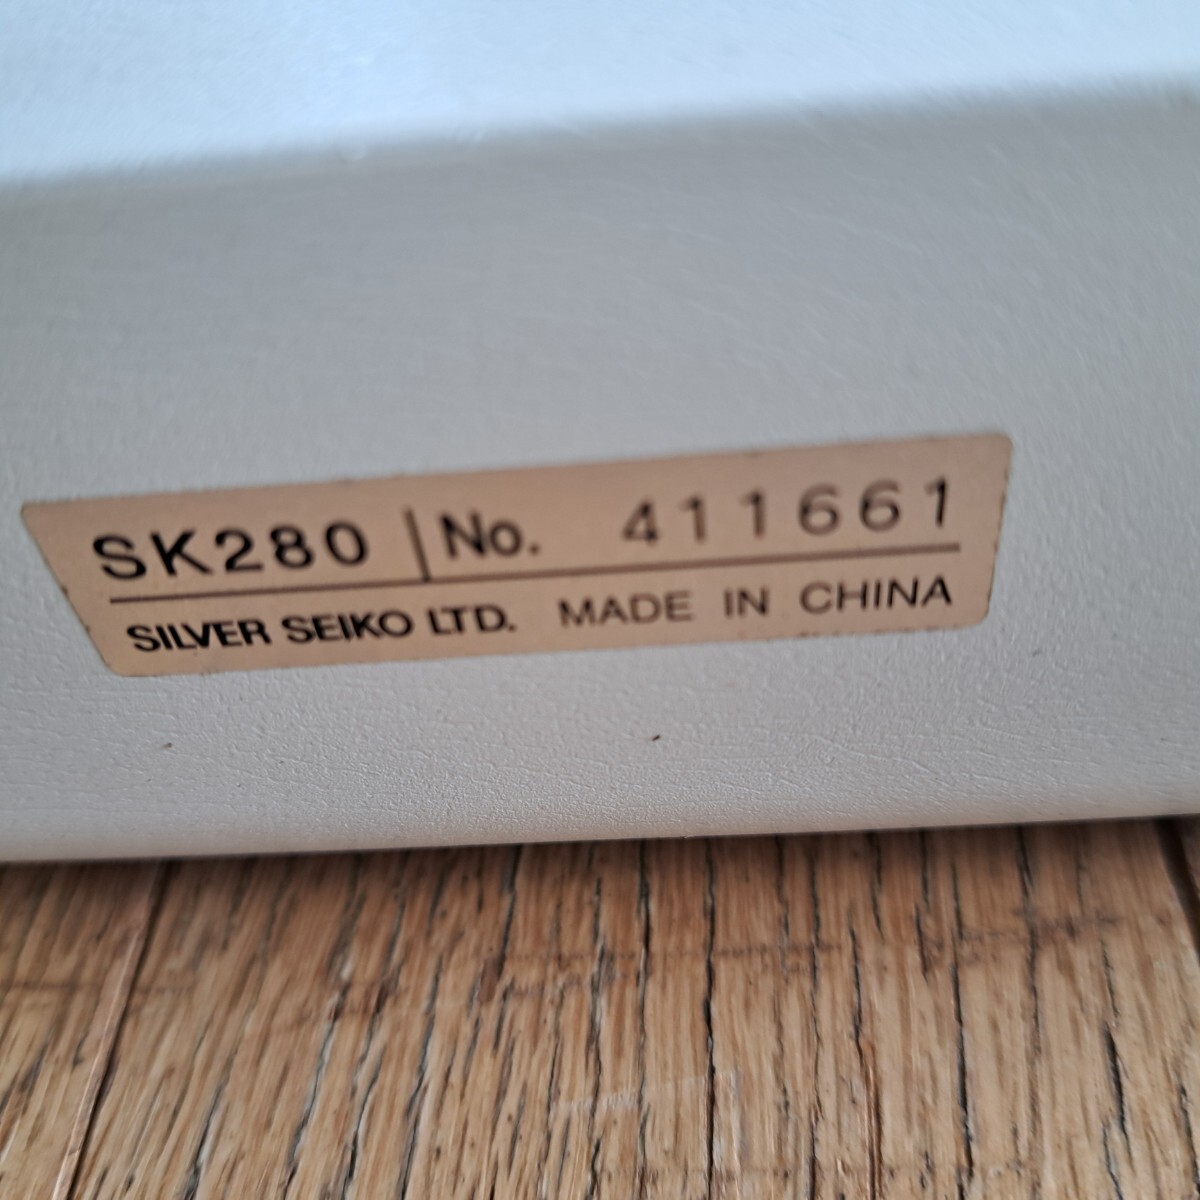 SK280 No. 411661
SILVER SEIKO LTD. MADE IN CHINA